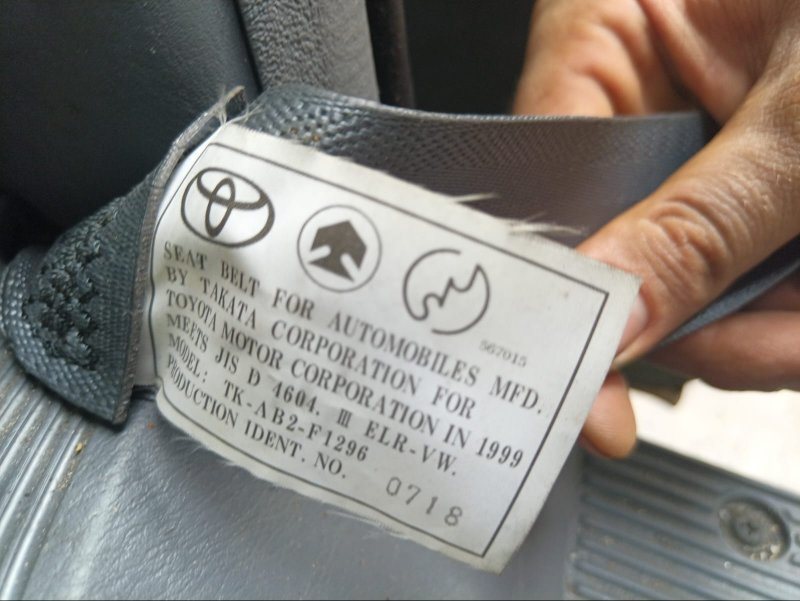 567015
SEAT BELT FOR AUTOMOBILES MFD.
BY TAKATA CORPORATION FOR
TOYOTA MOTOR CORPORATION IN 1999
MEETS JIS D 4604. Ⅲ ELR-VW.
MODEL: TK-AB2-F1296
PRODUCTION IDENT. NO. 0718